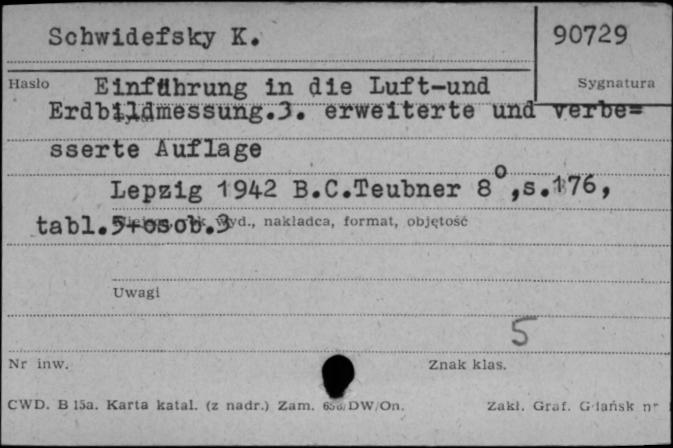 Schwidefsky K.
90729
Hasło
Sygnatura
Einführung in die Luft-und
Erdbildmessung.3. erweiterte und verbe=
Tytuł
sserte Auflage
Lepzig 1942 B.C.Teubner 8°,s.176,
tabl.5+osob.3
Miejsce, rok wyd., nakładca, format, objętość
Uwagi
5
Nr inw.
Znak klas.
CWD. B 15a. Karta katal. (z nadr.) Zam. DW/On.
Zakł. Graf. Gdańsk nr